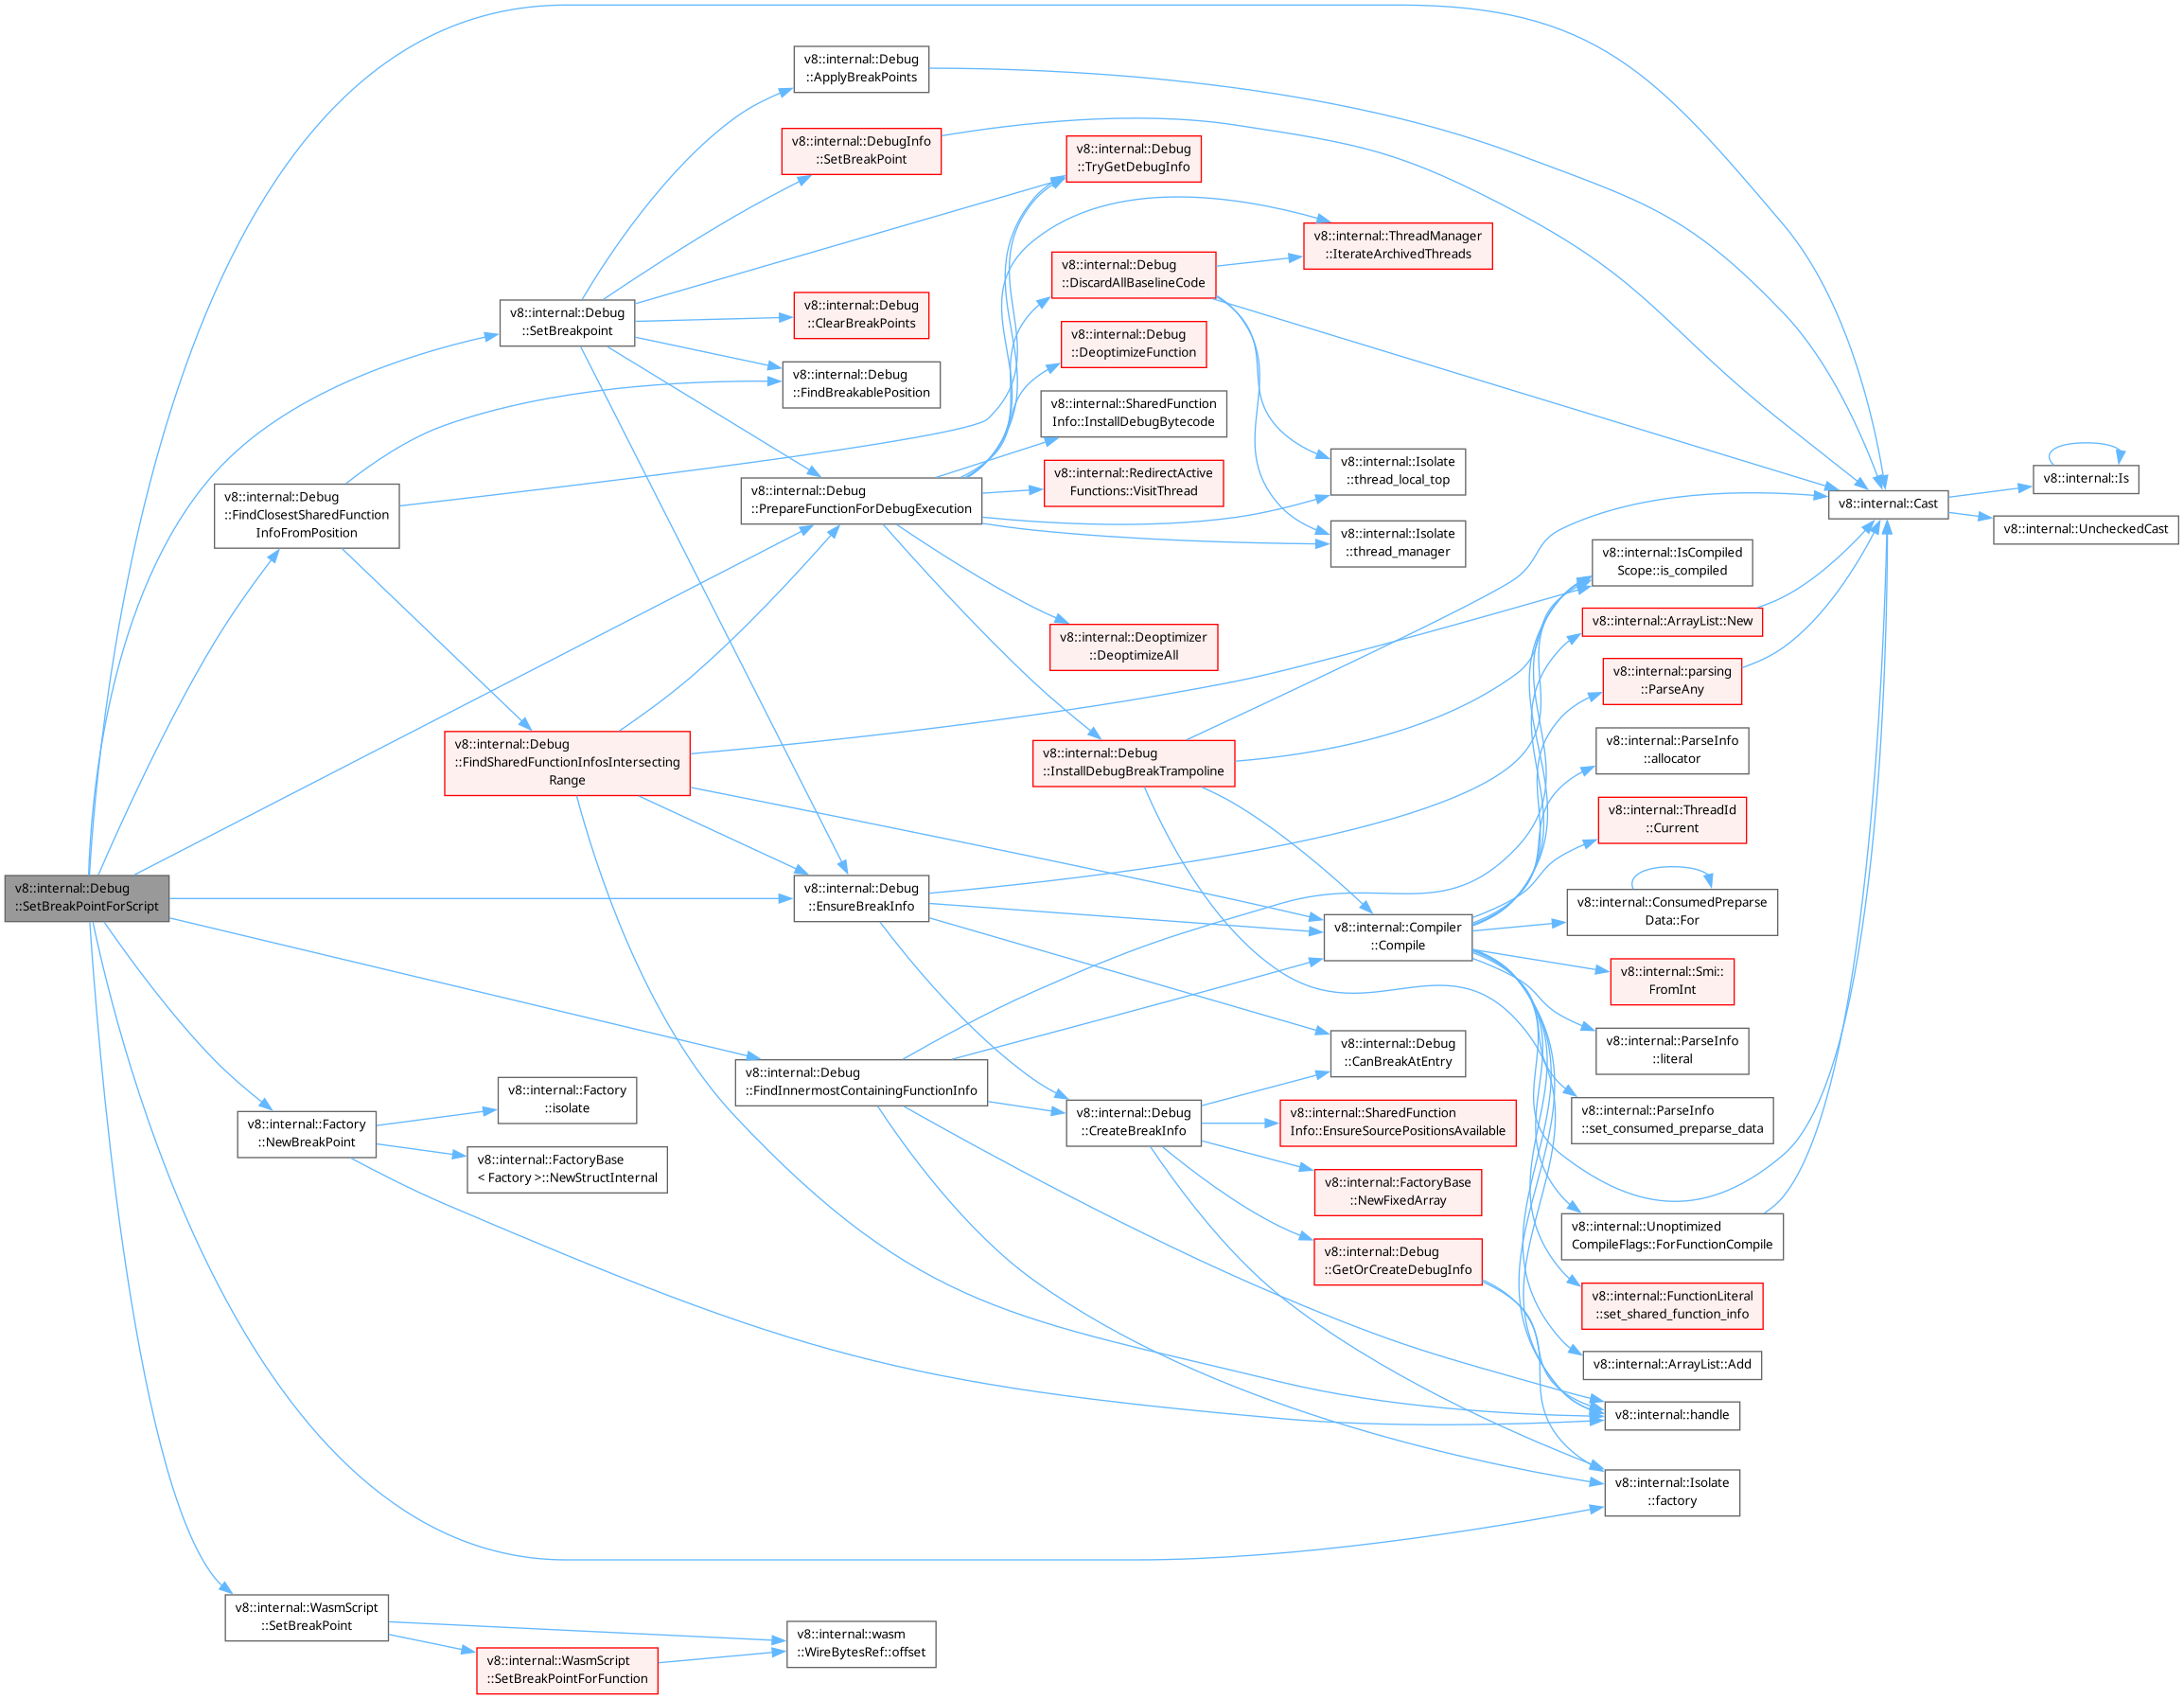 v8::internal::Debug
::SetBreakPointForScript
v8::internal::Debug
::FindClosestSharedFunction
InfoFromPosition
v8::internal::Factory
::NewBreakPoint
v8::internal::WasmScript
::SetBreakPoint
v8::internal::Debug
::SetBreakpoint
v8::internal::Debug
::FindSharedFunctionInfosIntersecting
Range
v8::internal::Factory
::isolate
v8::internal::FactoryBase
< Factory >::NewStructInternal
v8::internal::WasmScript
::SetBreakPointForFunction
v8::internal::Debug
::ApplyBreakPoints
v8::internal::DebugInfo
::SetBreakPoint
v8::internal::Debug
::ClearBreakPoints
v8::internal::Debug
::FindBreakablePosition
v8::internal::Debug
::PrepareFunctionForDebugExecution
v8::internal::Debug
::EnsureBreakInfo
v8::internal::Debug
::FindInnermostContainingFunctionInfo
v8::internal::wasm
::WireBytesRef::offset
v8::internal::Debug
::TryGetDebugInfo
v8::internal::Debug
::DiscardAllBaselineCode
v8::internal::Debug
::DeoptimizeFunction
v8::internal::SharedFunction
Info::InstallDebugBytecode
v8::internal::RedirectActive
Functions::VisitThread
v8::internal::Deoptimizer
::DeoptimizeAll
v8::internal::Debug
::InstallDebugBreakTrampoline
v8::internal::Debug
::CreateBreakInfo
v8::internal::ThreadManager
::IterateArchivedThreads
v8::internal::Isolate
::thread_local_top
v8::internal::Isolate
::thread_manager
v8::internal::Compiler
::Compile
v8::internal::Debug
::CanBreakAtEntry
v8::internal::SharedFunction
Info::EnsureSourcePositionsAvailable
v8::internal::FactoryBase
::NewFixedArray
v8::internal::Debug
::GetOrCreateDebugInfo
v8::internal::IsCompiled
Scope::is_compiled
v8::internal::ArrayList::New
v8::internal::parsing
::ParseAny
v8::internal::ParseInfo
::allocator
v8::internal::ThreadId
::Current
v8::internal::ConsumedPreparse
Data::For
v8::internal::Smi::
FromInt
v8::internal::ParseInfo
::literal
v8::internal::ParseInfo
::set_consumed_preparse_data
v8::internal::Unoptimized
CompileFlags::ForFunctionCompile
v8::internal::FunctionLiteral
::set_shared_function_info
v8::internal::ArrayList::Add
v8::internal::handle
v8::internal::Isolate
::factory
v8::internal::Cast
v8::internal::Is
v8::internal::UncheckedCast